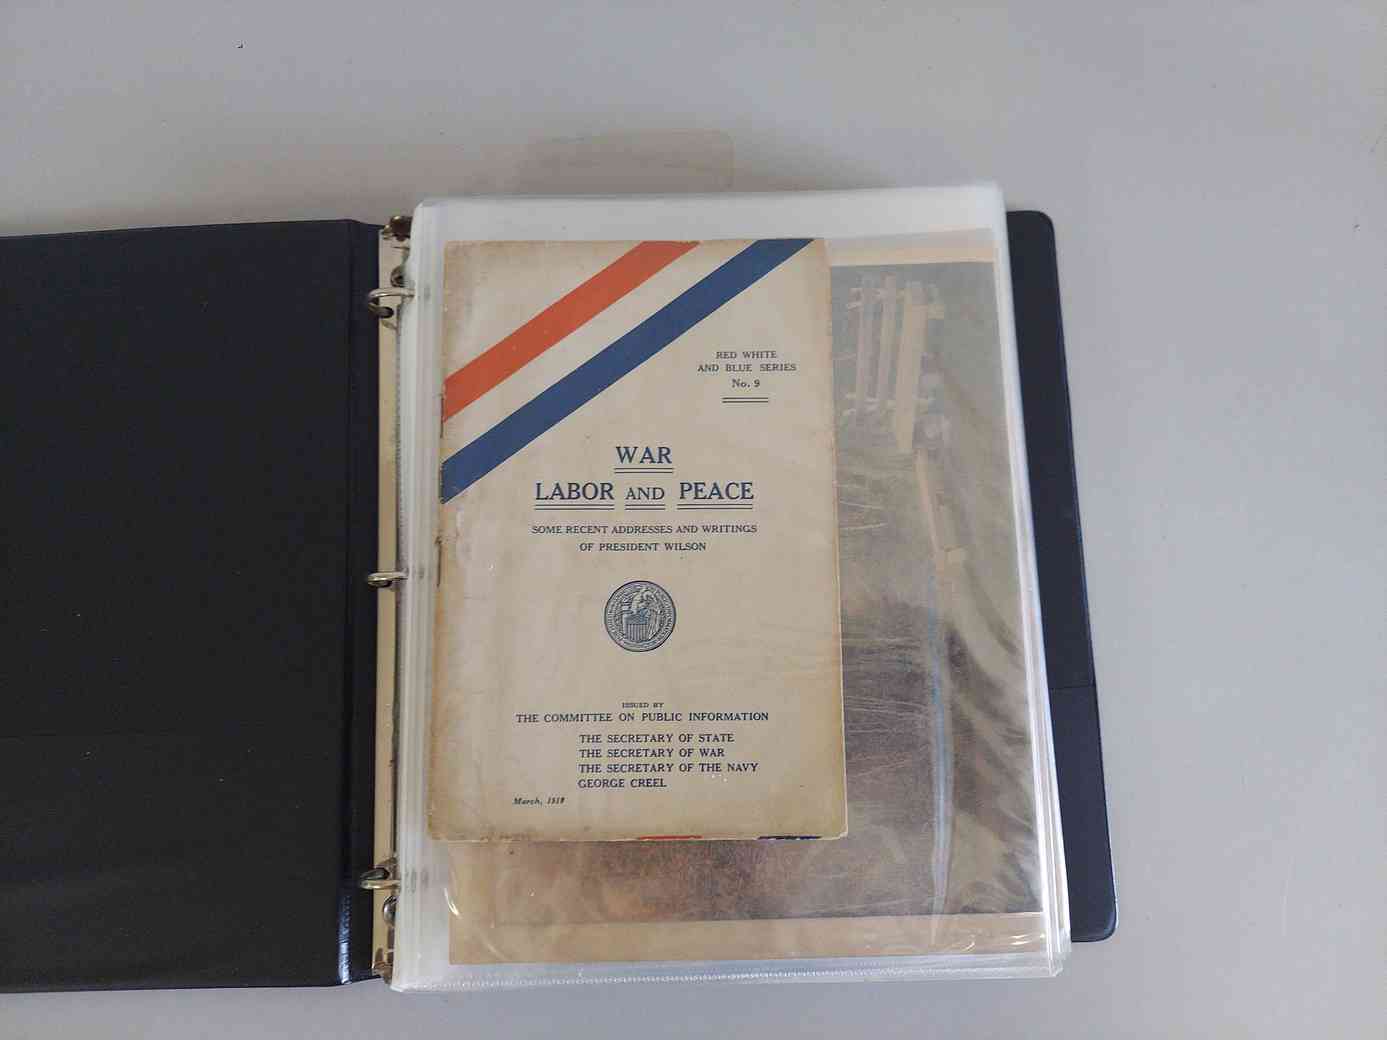 RED WHITE
AND BLUE SERIES
No. 9
WAR
LABOR AND PEACE
SOME RECENT ADDRESSES AND WRITINGS
OF PRESIDENT WILSON
ISSUED BY
THE COMMITTEE ON PUBLIC INFORMATION
THE SECRETARY OF STATE
THE SECRETARY OF WAR
THE SECRETARY OF THE NAVY
GEORGE CREEL
March, 1918